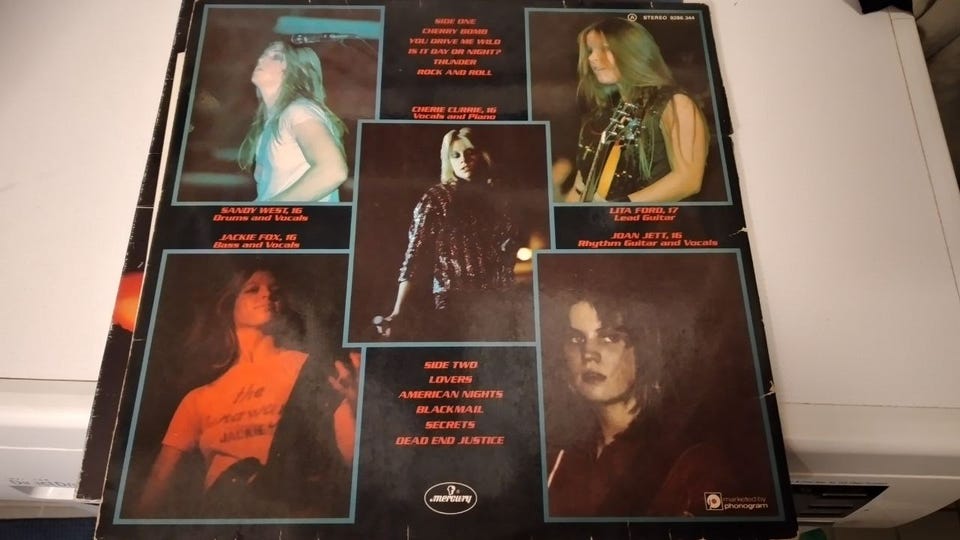 SIDE ONE
CHERRY BOMB
YOU DRIVE ME WILD
IS IT DAY OR NIGHT?
THUNDER
ROCK AND ROLL
A STEREO 9286 344
CHERIE CURRIE, 16
Vocals and Piano
SANDY WEST, 16
Drums and Vocals
LITA FORD, 17
Lead Guitar
JACKIE FOX, 16
Bass and Vocals
JOAN JETT, 16
Rhythm Guitar and Vocals
the
JACKIE
SIDE TWO
LOVERS
AMERICAN NIGHTS
BLACKMAIL
SECRETS
DEAD END JUSTICE
mercury
marketed by
phonogram